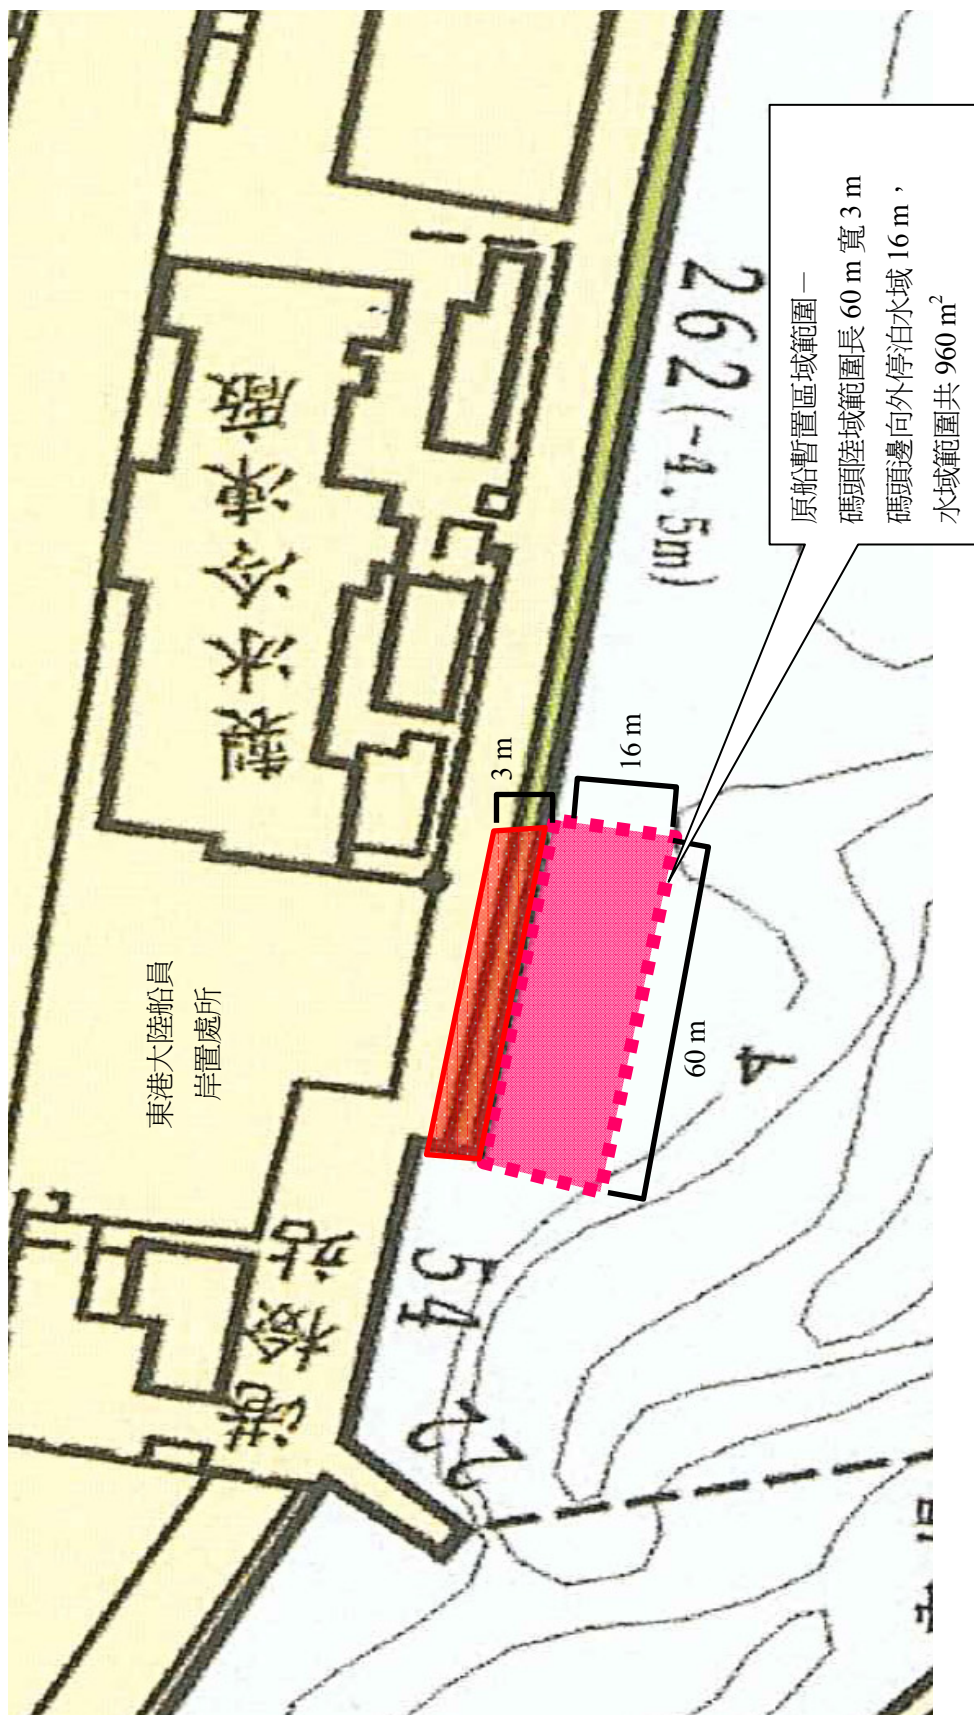 製冰冷凍廠
262(-4.5m)
東港大陸船員
岸置處所
港檢站
54
22
4
3 m
16 m
60 m
原船暫置區域範圍－
碼頭陸域範圍長 60 m 寬 3 m
碼頭邊向外停泊水域 16 m，
水域範圍共 960 m²